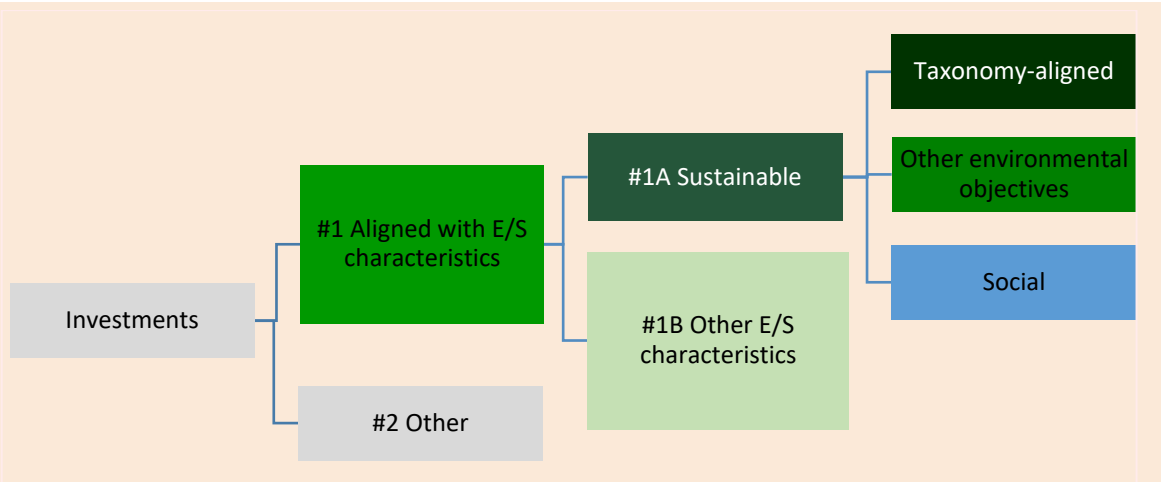 Taxonomy-aligned
Other environmental
objectives
#1A Sustainable
#1 Aligned with E/S
characteristics
Social
Investments
#1B Other E/S
characteristics
#2 Other